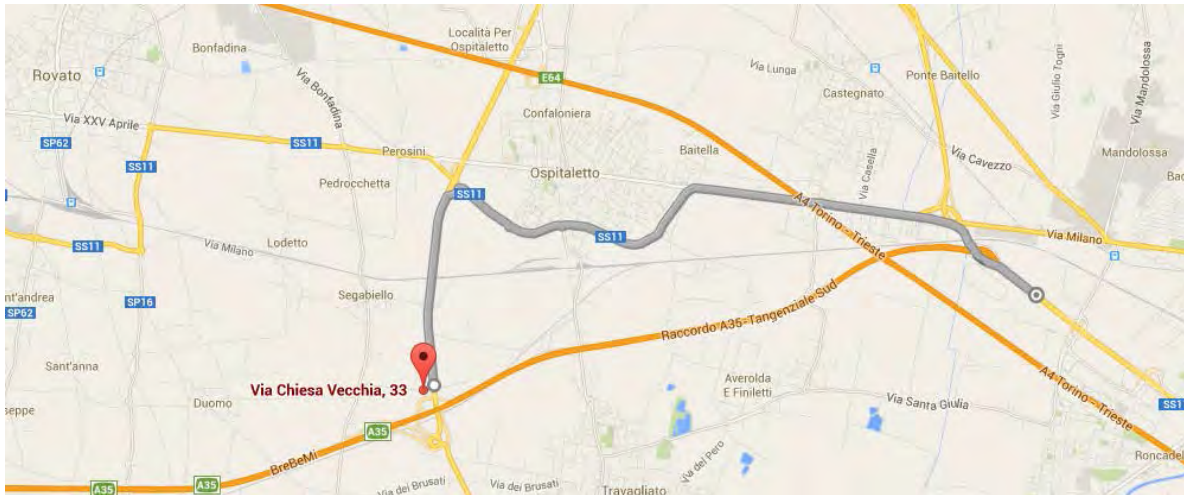 Località Per
Ospitaletto
Bonfadina
Rovato
Via Bonfadina
E64
Via Lunga
Ponte Baitello
Castegnato
Via Giulio Togni
Via Mandolossa
Via XXV Aprile
Confaloniera
SP62
SS11
SS11
Perosini
Baitella
Via Casella
Via Cavezzo
Mandolossa
Pedrocchetta
Ospitaletto
SS11
A4 Torino - Trieste
SS11
Via Milano
SS11
Via Milano
Lodetto
nt'andrea
SP62
SP16
Segabiello
Raccordo A35-Tangenziale Sud
Sant'anna
Via Chiesa Vecchia, 33
Averolda
E Finiletti
A4 Torino - Trieste
seppe
Duomo
Via Santa Giulia
SS11
A35
BreBeMi
Via del Pero
Roncadel
A35
A35
Via dei Brusati
Via dei Brusati
Travagliato